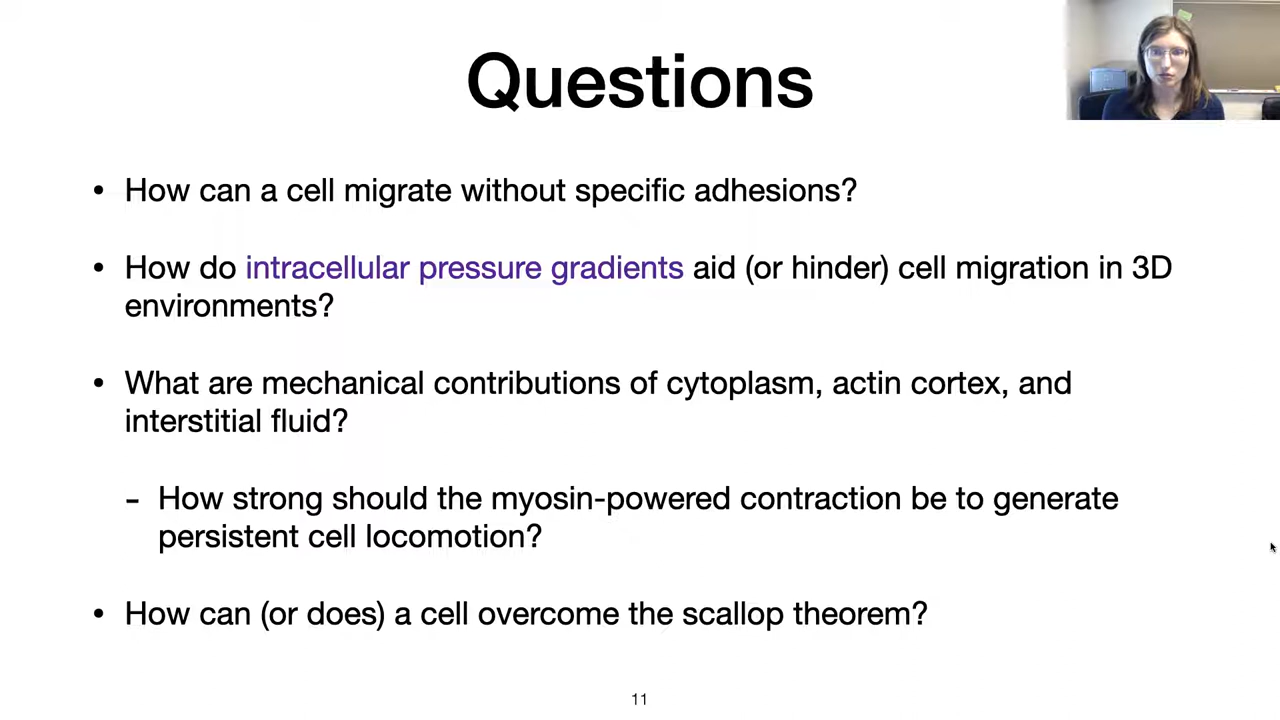 Questions
• How can a cell migrate without specific adhesions?
• How do intracellular pressure gradients aid (or hinder) cell migration in 3D
environments?
• What are mechanical contributions of cytoplasm, actin cortex, and
interstitial fluid?
- How strong should the myosin-powered contraction be to generate
persistent cell locomotion?
• How can (or does) a cell overcome the scallop theorem?
11